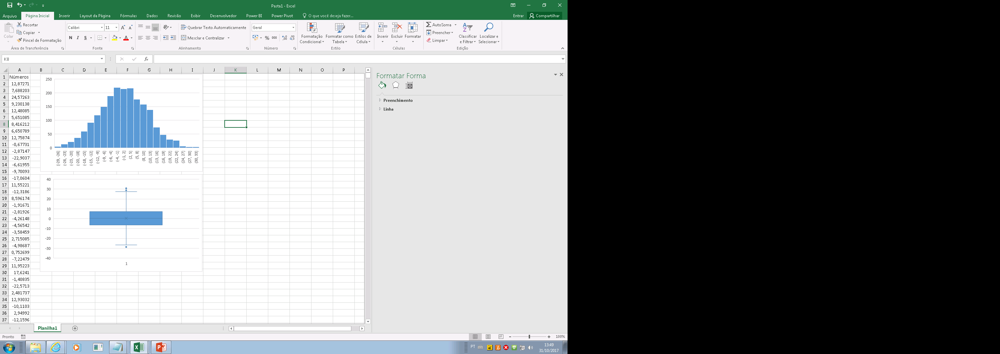 Pasta1 - Excel
Arquivo Página Inicial Inserir Layout da Página Fórmulas Dados Revisão Exibir Desenvolvedor Power BI Power Pivot O que você deseja fazer... Entrar Compartilhar
Colar
Recortar
Copiar
Pincel de Formatação
Área de Transferência
Calibri 11
N I S
Fonte
Quebrar Texto Automaticamente
Mesclar e Centralizar
Alinhamento
Geral
% 000
Número
Formatação Condicional
Formatar como Tabela
Estilos de Célula
Estilo
Inserir Excluir Formatar
Células
AutoSoma
Preencher
Limpar
Classificar e Filtrar
Localizar e Selecionar
Edição
K8
fx
A B C D E F G H I J K L M N O P
1 Números
2 12,87271
3 7,688203
4 24,57263
5 9,230138
6 12,48085
7 5,651085
8 8,416212
9 6,650789
10 12,75874
11 -0,67731
12 -2,87147
13 -22,9037
14 -6,61955
15 -9,70093
16 -17,0604
17 11,55221
18 -12,3186
19 8,596174
20 -1,91671
21 -2,81926
22 -4,26148
23 -4,56542
24 -3,58459
25 2,715085
26 -4,98687
27 0,752699
28 -7,22479
29 11,95223
30 17,6241
31 -1,40835
32 -22,5713
33 2,481737
34 12,93032
35 -10,1103
36 2,94992
37 -12,1596
250
200
150
100
50
0
[-29, -26] (-26, -23] (-23, -20] (-20, -18] (-18, -15] (-15, -12] (-12, -9] (-9, -6] (-6, -4] (-4, -1] (-1, 2] (2, 5] (5, 8] (8, 10] (10, 13] (13, 16] (16, 19] (19, 22] (22, 24] (24, 27] (27, 30] (30, 33]
40
30
20
10
0
-10
-20
-30
-40
1
Formatar Forma
Preenchimento
Linha
Planilha1
Pronto
100%
PT
13:49
31/10/2017